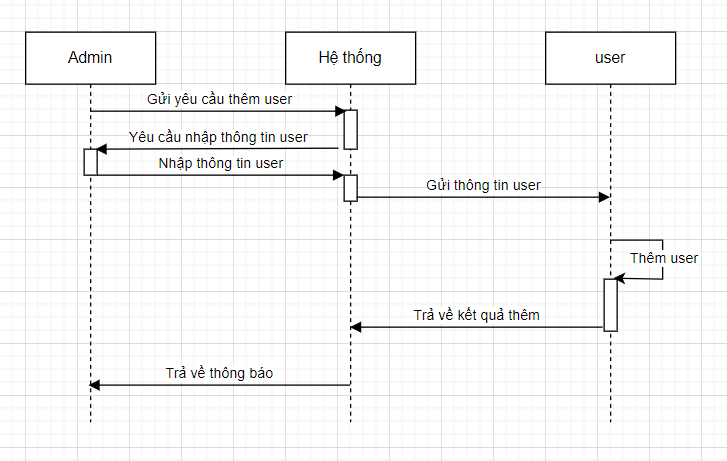 Admin
Hệ thống
user
Gửi yêu cầu thêm user
Yêu cầu nhập thông tin user
Nhập thông tin user
Gửi thông tin user
Thêm user
Trả về kết quả thêm
Trả về thông báo